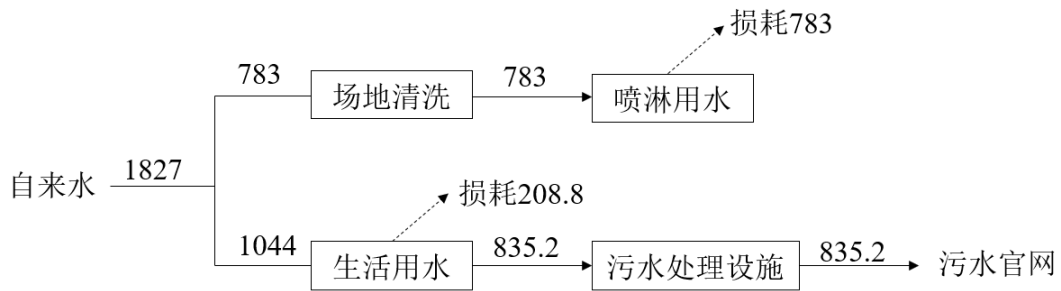 损耗783
783
场地清洗
783
喷淋用水
自来水
1827
损耗208.8
1044
生活用水
835.2
污水处理设施
835.2
污水官网